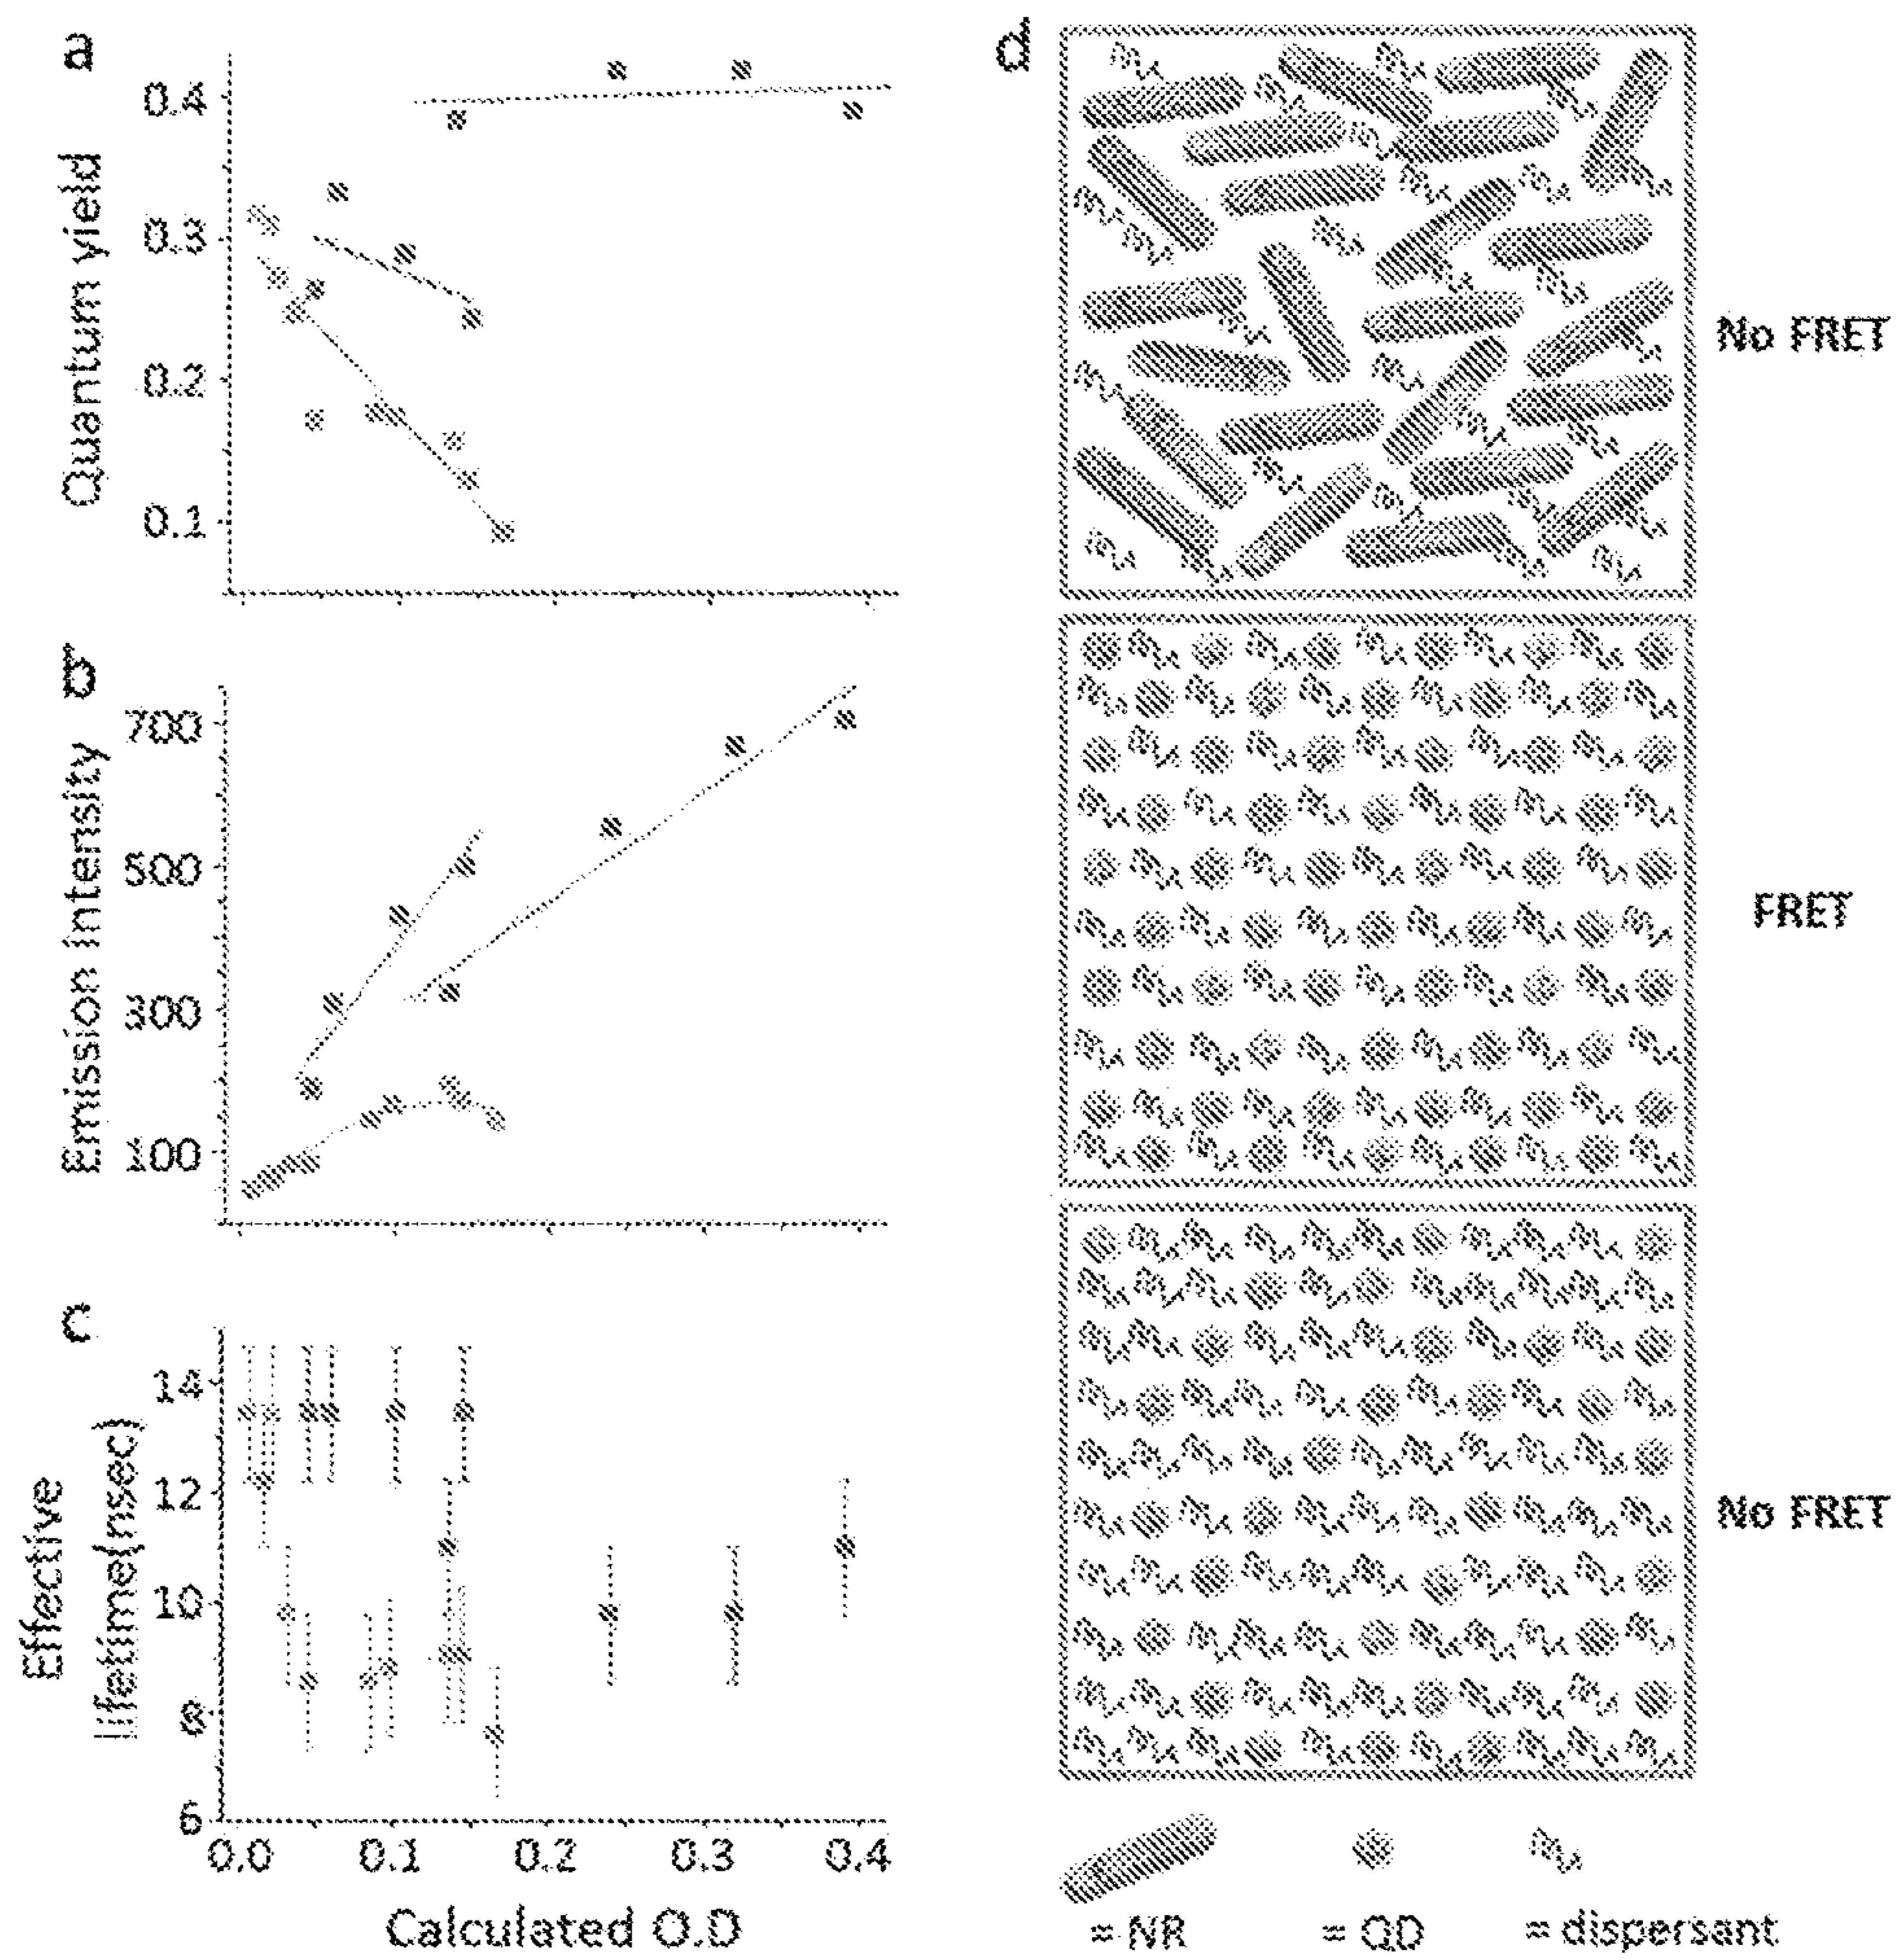 a
0.4
0.3
0.2
0.1
Quantum yield
b
700
500
300
100
Emission intensity
c
14
12
10
8
6
Effective
lifetime(nsec)
0.0 0.1 0.2 0.3 0.4
Calculated O.D
d
No FRET
FRET
No FRET
= NR = QD = dispersant